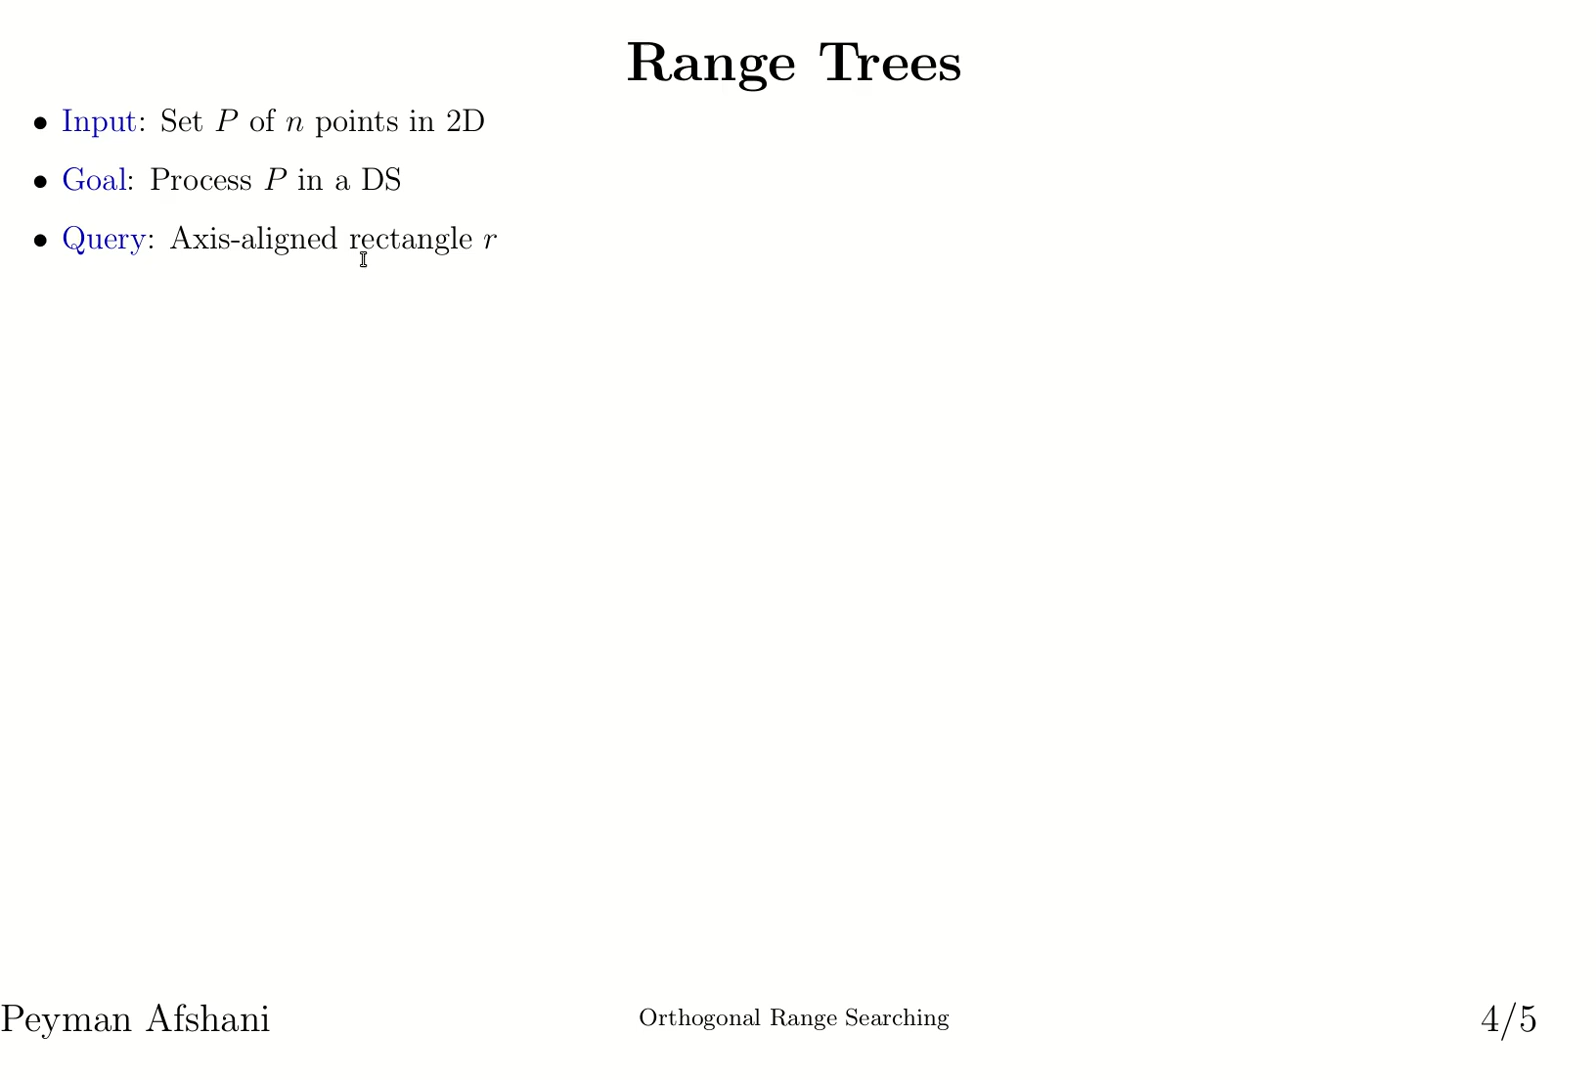 Range Trees
• Input: Set P of n points in 2D
• Goal: Process P in a DS
• Query: Axis-aligned rectangle r
Peyman Afshani
Orthogonal Range Searching
4/5